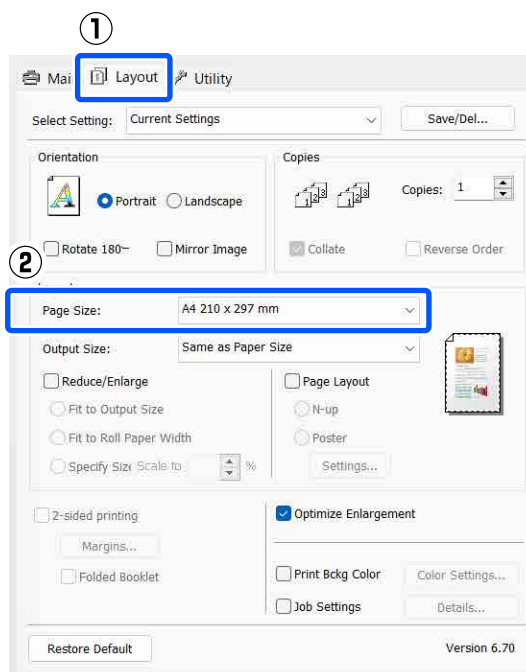 ①
Mai Layout Utility
Select Setting: Current Settings Save/Del...
Orientation Copies
Portrait Landscape Copies: 1
Rotate 180° Mirror Image Collate Reverse Order
②
Page Size: A4 210 x 297 mm
Output Size: Same as Paper Size
Reduce/Enlarge Page Layout
Fit to Output Size N-up
Fit to Roll Paper Width Poster
Specify Size Scale to % Settings...
2-sided printing Optimize Enlargement
Margins...
Folded Booklet Print Bckg Color Color Settings...
Job Settings Details...
Restore Default Version 6.70